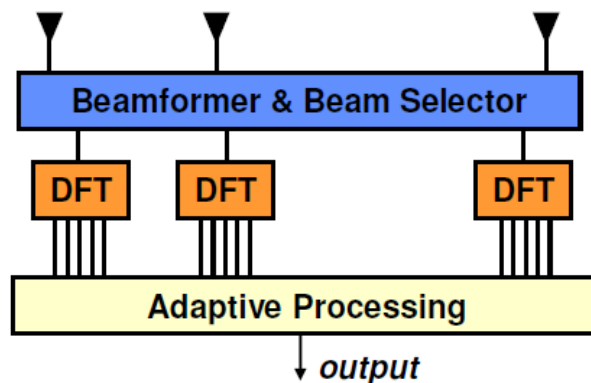 Beamformer & Beam Selector
DFT DFT DFT
Adaptive Processing
output